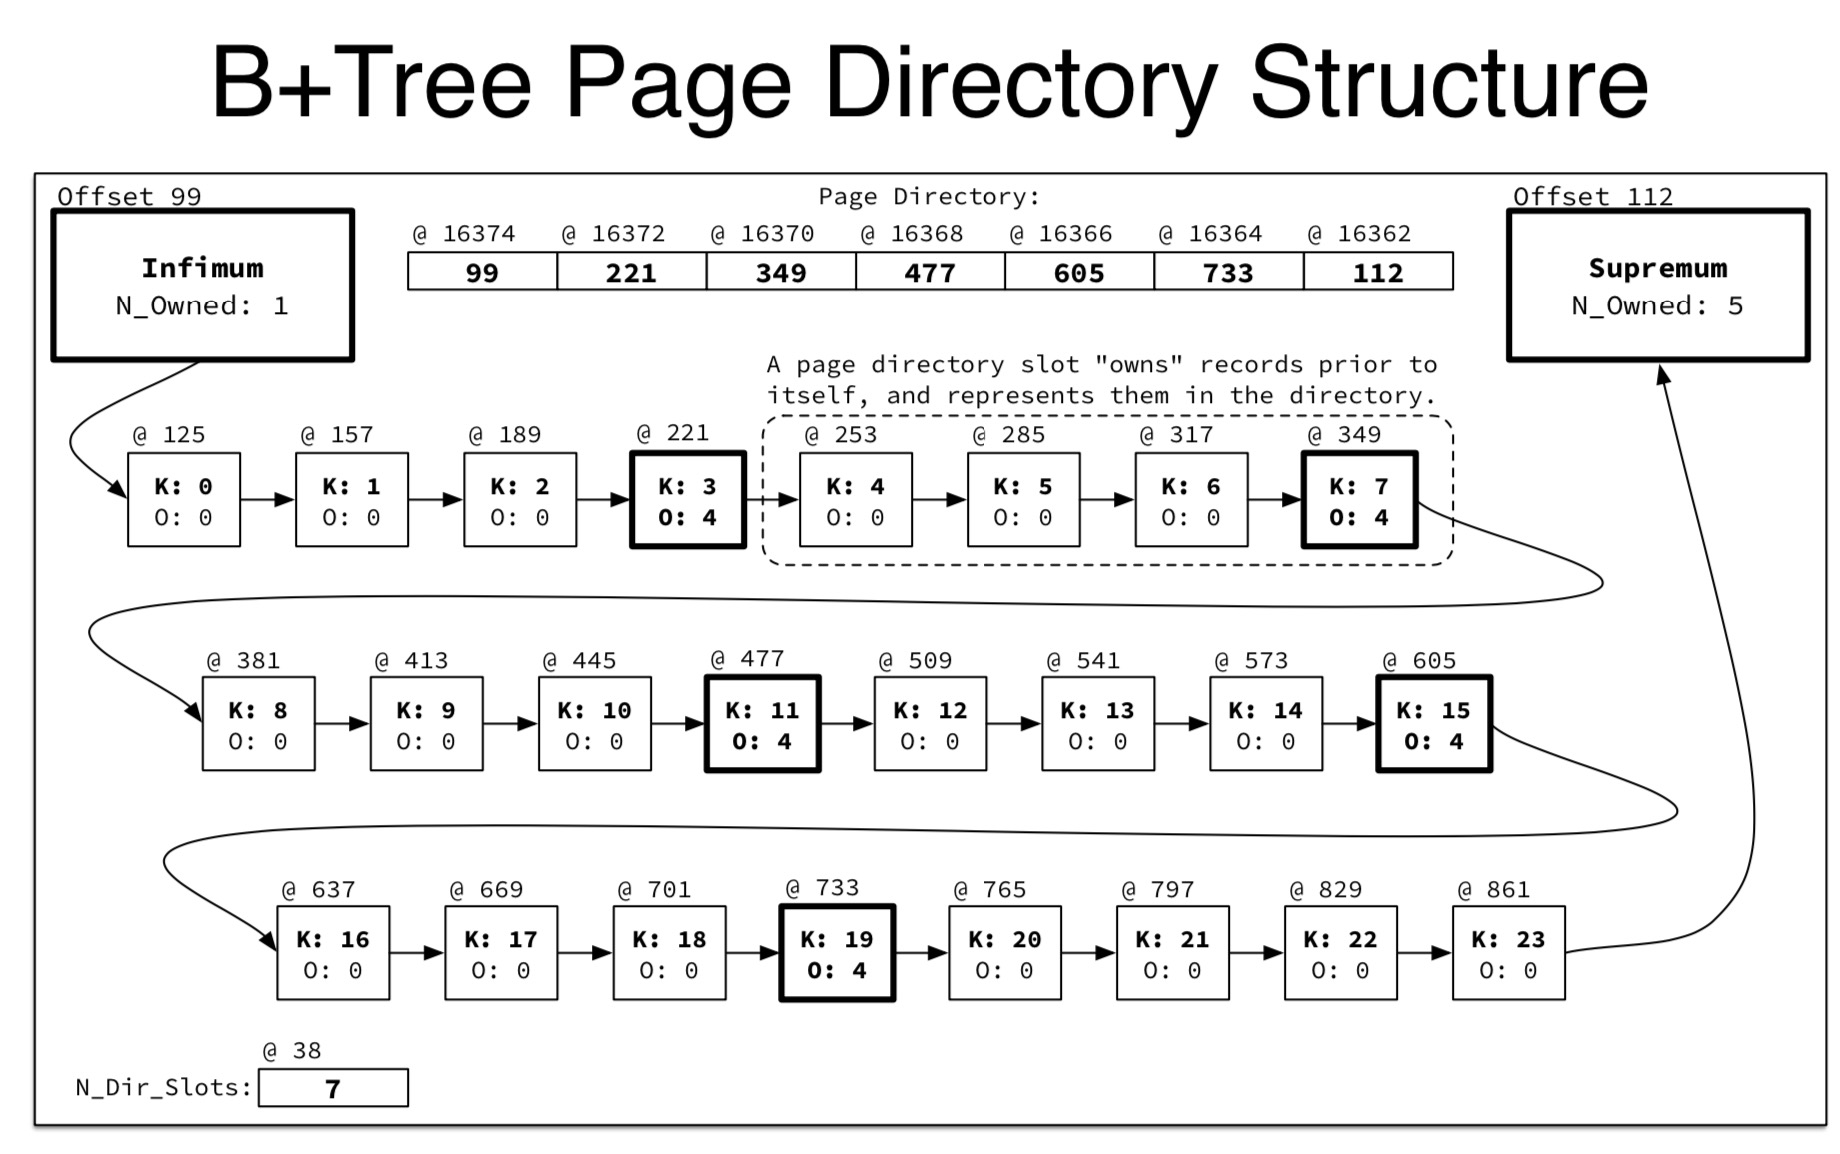 B+Tree Page Directory Structure
Offset 99
Page Directory:
Offset 112
Infimum
N_Owned: 1
@ 16374 @ 16372 @ 16370 @ 16368 @ 16366 @ 16364 @ 16362
99 221 349 477 605 733 112
Supremum
N_Owned: 5
A page directory slot "owns" records prior to
itself, and represents them in the directory.
@ 125 @ 157 @ 189 @ 221 @ 253 @ 285 @ 317 @ 349
K: 0 K: 1 K: 2 K: 3 K: 4 K: 5 K: 6 K: 7
O: 0 O: 0 O: 0 O: 4 O: 0 O: 0 O: 0 O: 4
@ 381 @ 413 @ 445 @ 477 @ 509 @ 541 @ 573 @ 605
K: 8 K: 9 K: 10 K: 11 K: 12 K: 13 K: 14 K: 15
O: 0 O: 0 O: 0 O: 4 O: 0 O: 0 O: 0 O: 4
@ 637 @ 669 @ 701 @ 733 @ 765 @ 797 @ 829 @ 861
K: 16 K: 17 K: 18 K: 19 K: 20 K: 21 K: 22 K: 23
O: 0 O: 0 O: 0 O: 4 O: 0 O: 0 O: 0 O: 0
@ 38
N_Dir_Slots: 7